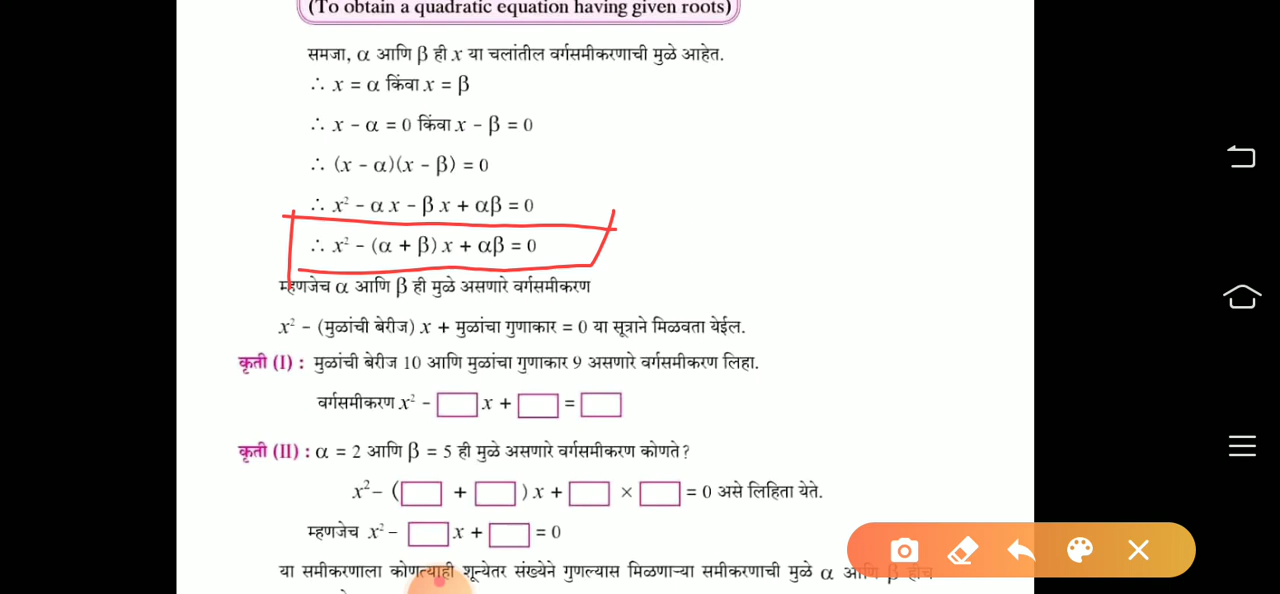 (To obtain a quadratic equation having given roots)
समजा, α आणि β ही x या चलांतील वर्गसमीकरणाची मुळे आहेत.
∴ x = α किंवा x = β
∴ x − α = 0 किंवा x − β = 0
∴ (x − α)(x − β) = 0
∴ x² − α x − β x + αβ = 0
∴ x² − (α + β) x + αβ = 0
म्हणजेच α आणि β ही मुळे असणारे वर्गसमीकरण
x² − (मुळांची बेरीज) x + मुळांचा गुणाकार = 0 या सूत्राने मिळवता येईल.
कृती (I) : मुळांची बेरीज 10 आणि मुळांचा गुणाकार 9 असणारे वर्गसमीकरण लिहा.
वर्गसमीकरण x² − □ x + □ = □
कृती (II) : α = 2 आणि β = 5 ही मुळे असणारे वर्गसमीकरण कोणते?
x² − (□ + □) x + □ × □ = 0 असे लिहिता येते.
म्हणजेच x² − □ x + □ = 0
या समीकरणाला कोणत्याही शून्येतर संख्येने गुणल्यास मिळणाऱ्या समीकरणाची मुळे α आणि β हीच